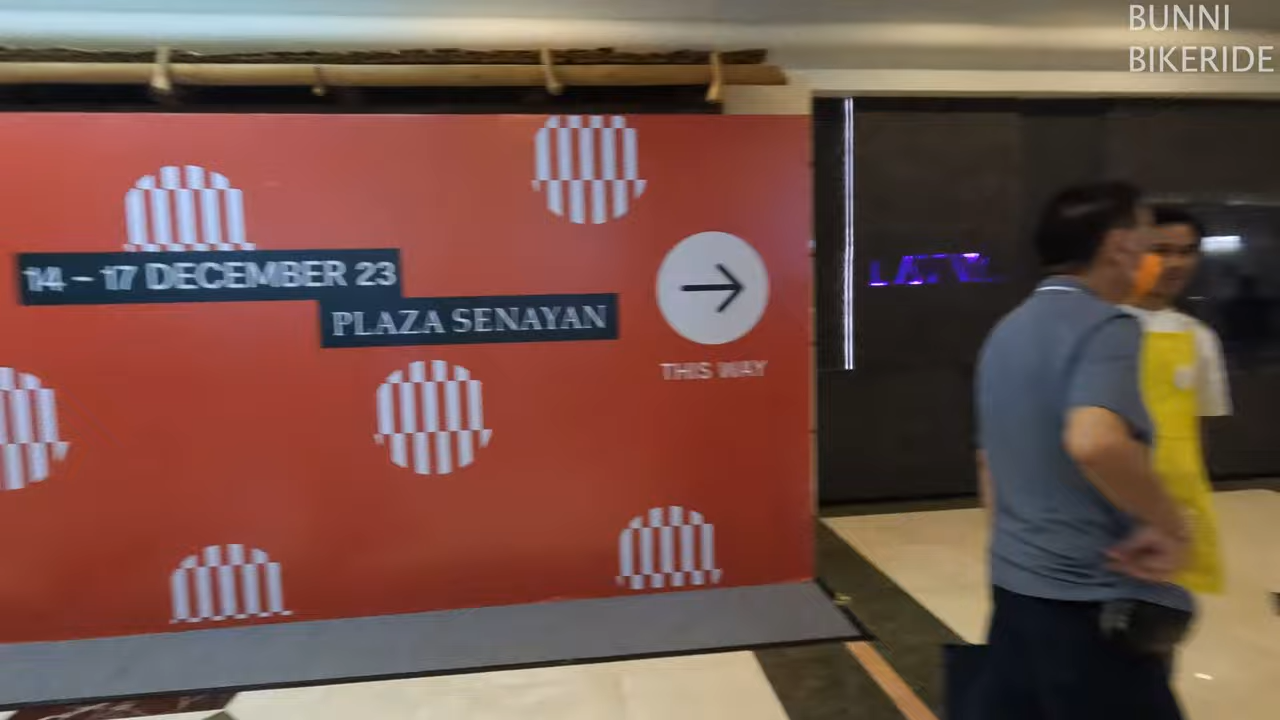 BUNNI
BIKERIDE
14 – 17 DECEMBER 23
PLAZA SENAYAN
THIS WAY